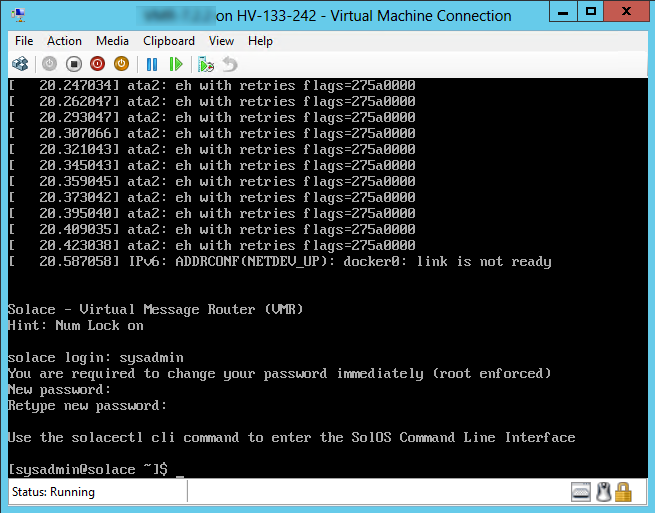 on HV-133-242 - Virtual Machine Connection
File Action Media Clipboard View Help
[   20.247034] ata2: eh with retries flags=275a0000
[   20.262047] ata2: eh with retries flags=275a0000
[   20.293047] ata2: eh with retries flags=275a0000
[   20.307066] ata2: eh with retries flags=275a0000
[   20.321043] ata2: eh with retries flags=275a0000
[   20.345043] ata2: eh with retries flags=275a0000
[   20.359045] ata2: eh with retries flags=275a0000
[   20.373042] ata2: eh with retries flags=275a0000
[   20.395040] ata2: eh with retries flags=275a0000
[   20.409035] ata2: eh with retries flags=275a0000
[   20.423038] ata2: eh with retries flags=275a0000
[   20.587058] IPv6: ADDRCONF(NETDEV_UP): docker0: link is not ready
Solace - Virtual Message Router (VMR)
Hint: Num Lock on
solace login: sysadmin
You are required to change your password immediately (root enforced)
New password:
Retype new password:
Use the solacectl cli command to enter the SolOS Command Line Interface
[sysadmin@solace ~]$ _
Status: Running